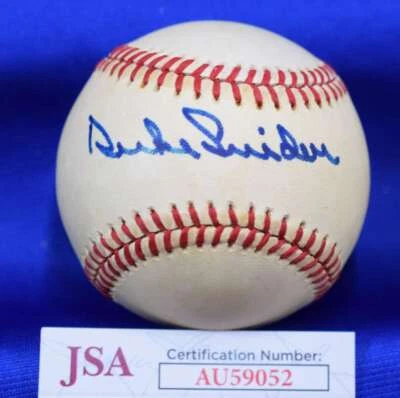 Duke Snider
JSA
Certification Number:
AU59052